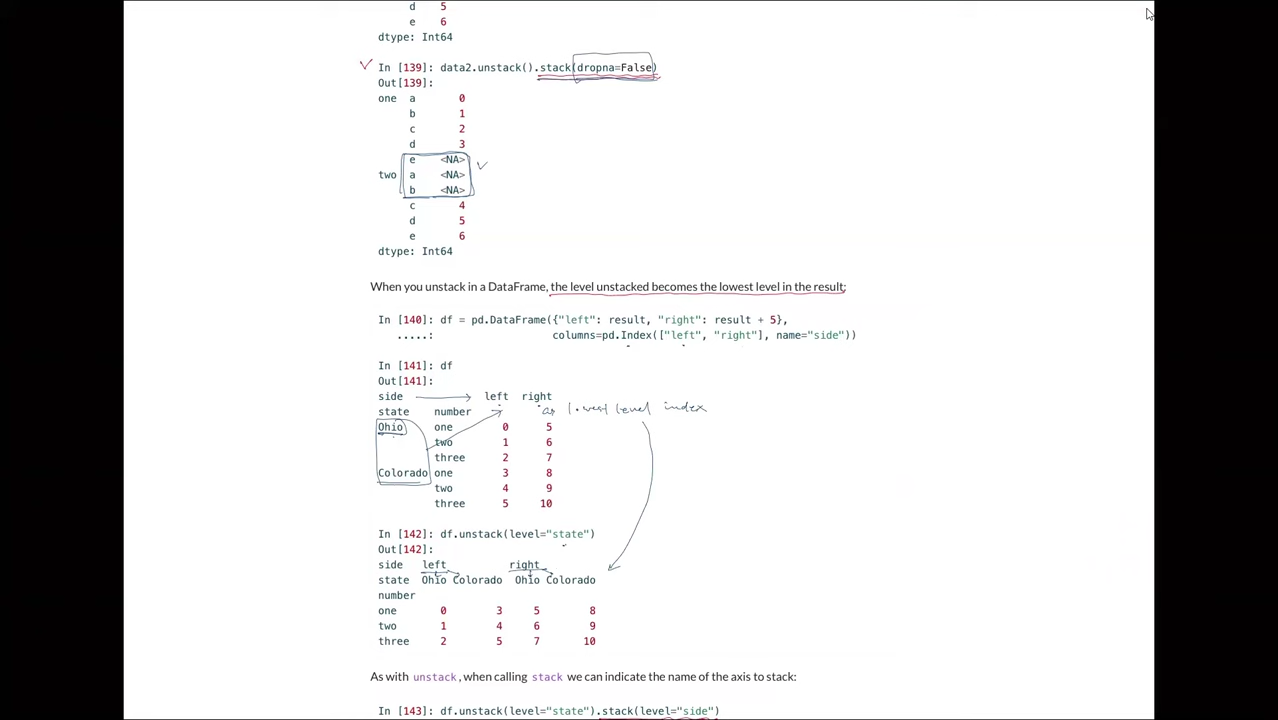 d 5
e 6
dtype: Int64
In [139]: data2.unstack().stack(dropna=False)
Out[139]:
one a 0
b 1
c 2
d 3
e <NA>
two a <NA>
b <NA>
c 4
d 5
e 6
dtype: Int64
When you unstack in a DataFrame, the level unstacked becomes the lowest level in the result:
In [140]: df = pd.DataFrame({"left": result, "right": result + 5},
.....: columns=pd.Index(["left", "right"], name="side"))
In [141]: df
Out[141]:
side left right
state number as lowest level index
Ohio one 0 5
two 1 6
three 2 7
Colorado one 3 8
two 4 9
three 5 10
In [142]: df.unstack(level="state")
Out[142]:
side left right
state Ohio Colorado Ohio Colorado
number
one 0 3 5 8
two 1 4 6 9
three 2 5 7 10
As with unstack, when calling stack we can indicate the name of the axis to stack:
In [143]: df.unstack(level="state").stack(level="side")